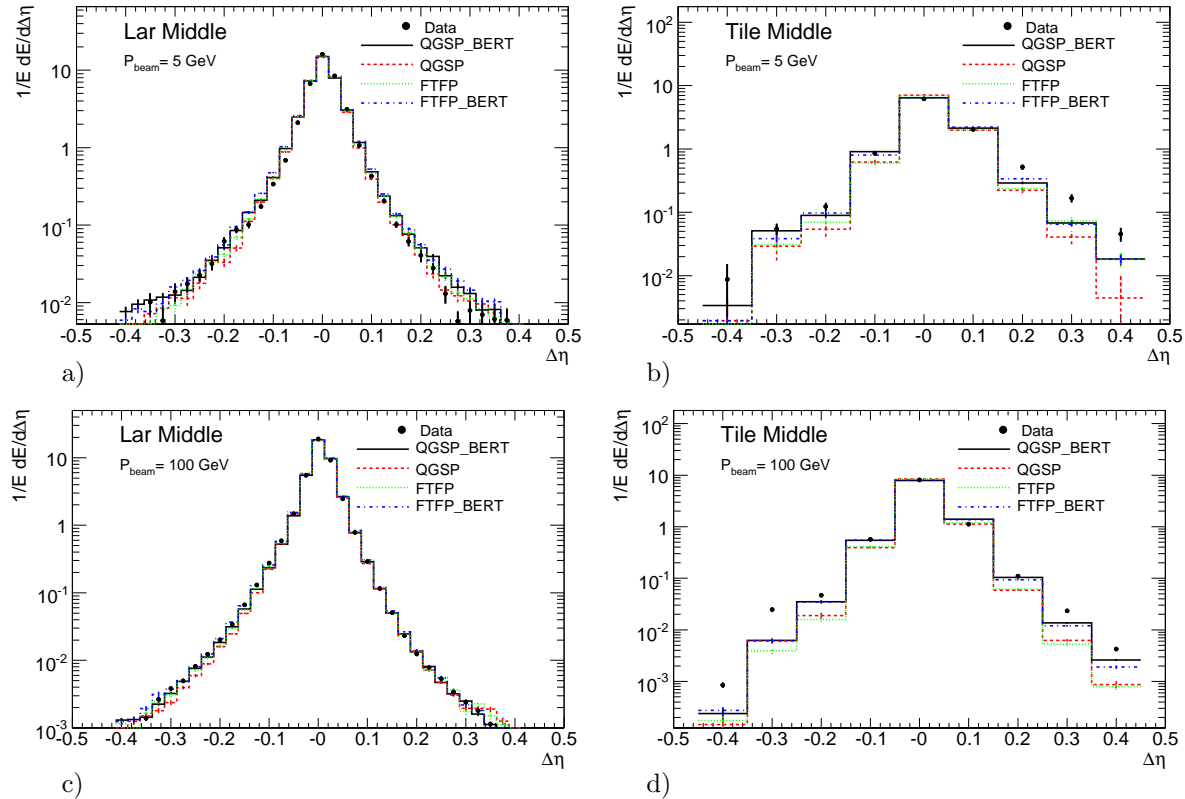 1/E dE/dΔη
Lar Middle
P_beam= 5 GeV
Data
QGSP_BERT
QGSP
FTFP
FTFP_BERT
10
1
10^-1
10^-2
-0.5 -0.4 -0.3 -0.2 -0.1 -0 0.1 0.2 0.3 0.4 0.5
Δη
a)
1/E dE/dΔη
Tile Middle
P_beam= 5 GeV
Data
QGSP_BERT
QGSP
FTFP
FTFP_BERT
10^2
10
1
10^-1
10^-2
-0.5 -0.4 -0.3 -0.2 -0.1 -0 0.1 0.2 0.3 0.4 0.5
Δη
b)
1/E dE/dΔη
Lar Middle
P_beam= 100 GeV
Data
QGSP_BERT
QGSP
FTFP
FTFP_BERT
10
1
10^-1
10^-2
10^-3
-0.5 -0.4 -0.3 -0.2 -0.1 -0 0.1 0.2 0.3 0.4 0.5
Δη
c)
1/E dE/dΔη
Tile Middle
P_beam= 100 GeV
Data
QGSP_BERT
QGSP
FTFP
FTFP_BERT
10^2
10
1
10^-1
10^-2
10^-3
-0.5 -0.4 -0.3 -0.2 -0.1 -0 0.1 0.2 0.3 0.4 0.5
Δη
d)